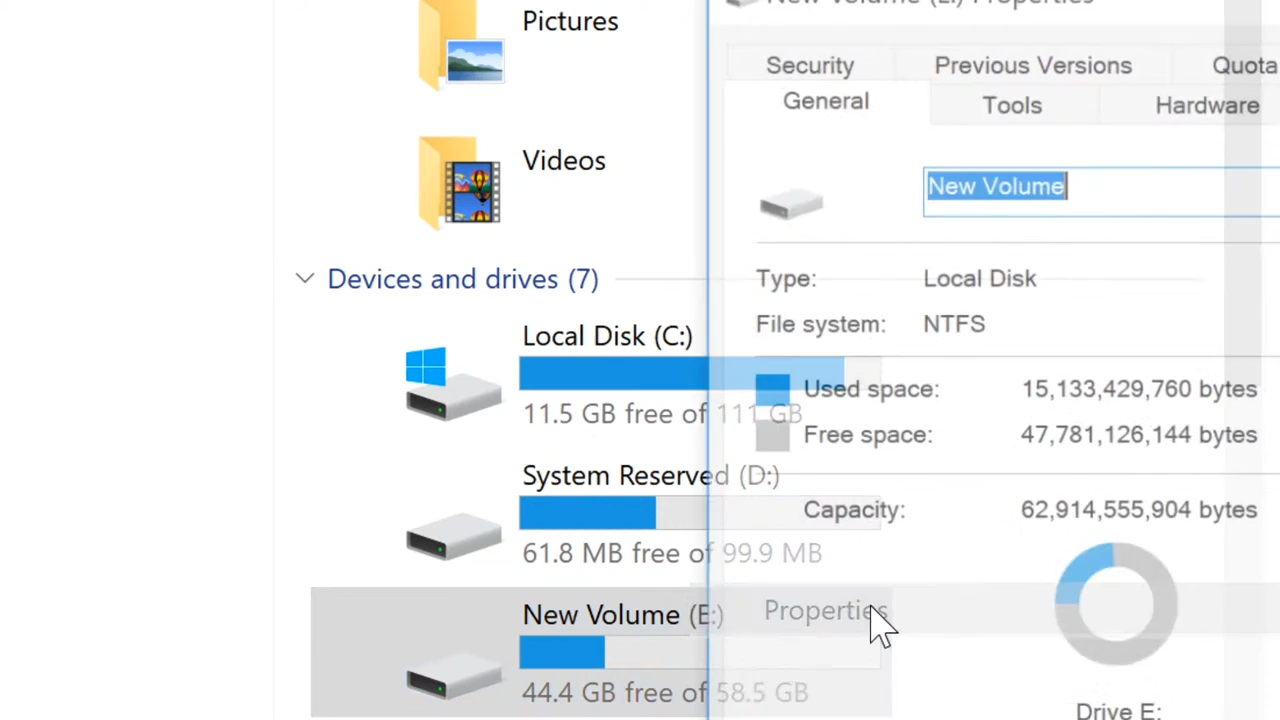 Pictures
New Volume (E:) Properties
Security
Previous Versions
Quota
General
Tools
Hardware
Videos
New Volume
Devices and drives (7)
Type: Local Disk
File system: NTFS
Local Disk (C:)
11.5 GB free of 111 GB
Used space: 15,133,429,760 bytes
Free space: 47,781,126,144 bytes
System Reserved (D:)
61.8 MB free of 99.9 MB
Capacity: 62,914,555,904 bytes
New Volume (E:)
44.4 GB free of 58.5 GB
Properties
Drive E: